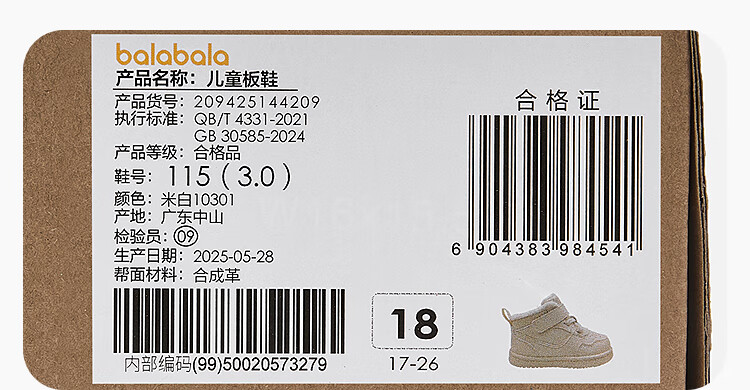 balabala
产品名称：儿童板鞋
产品货号：209425144209
执行标准：QB/T 4331-2021
GB 30585-2024
产品等级：合格品
鞋号：115（3.0）
颜色：米白10301
产地：广东中山
检验员：09
生产日期：2025-05-28
帮面材料：合成革
内部编码(99)50020573279
合格证
6 904383 984541
18
17-26